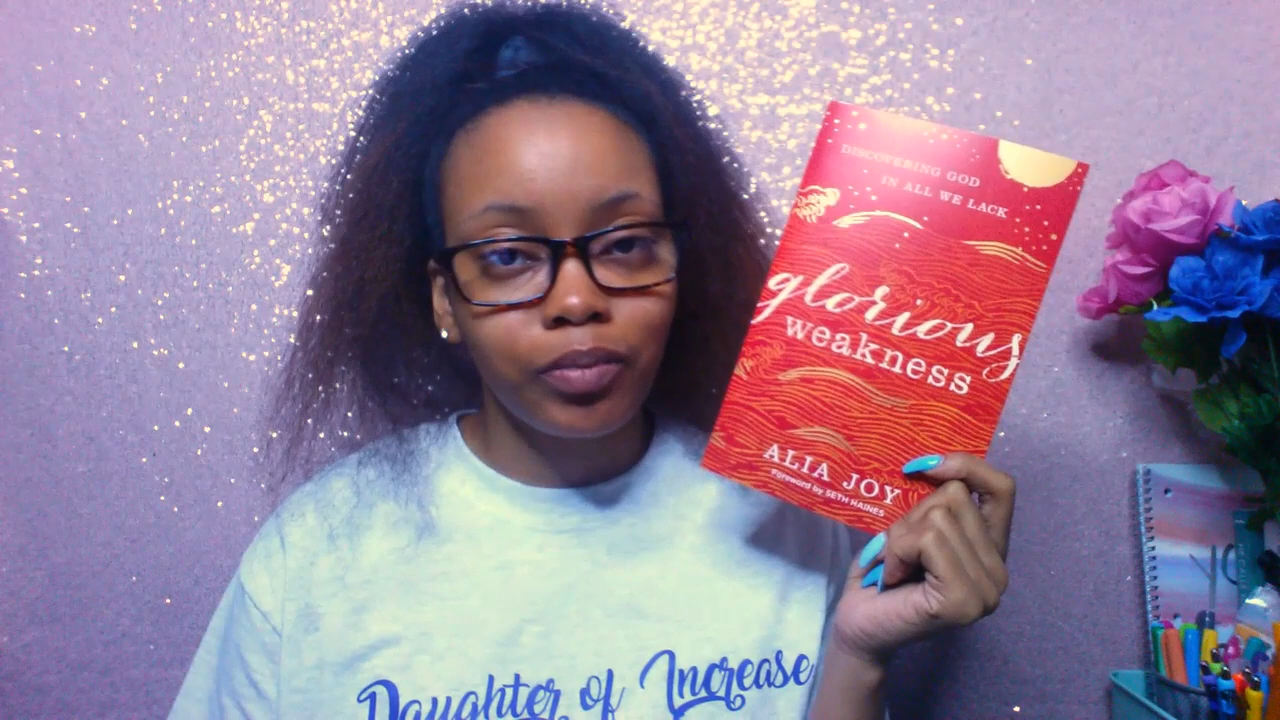 DISCOVERING GOD
IN ALL WE LACK
glorious
weakness
ALIA JOY
Foreword by SETH HAINES
Daughter of Increase